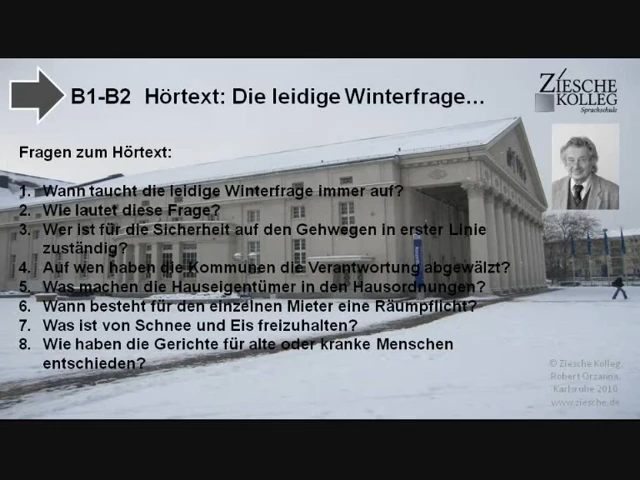 B1-B2 Hörtext: Die leidige Winterfrage...
ZIESCHE
KOLLEG
Sprachschule
Fragen zum Hörtext:
1. Wann taucht die leidige Winterfrage immer auf?
2. Wie lautet diese Frage?
3. Wer ist für die Sicherheit auf den Gehwegen in erster Linie
zuständig?
4. Auf wen haben die Kommunen die Verantwortung abgewälzt?
5. Was machen die Hauseigentümer in den Hausordnungen?
6. Wann besteht für den einzelnen Mieter eine Räumpflicht?
7. Was ist von Schnee und Eis freizuhalten?
8. Wie haben die Gerichte für alte oder kranke Menschen
entschieden?
© Ziesche Kolleg,
Robert Grzanna,
Karlsruhe 2010
www.ziesche.de